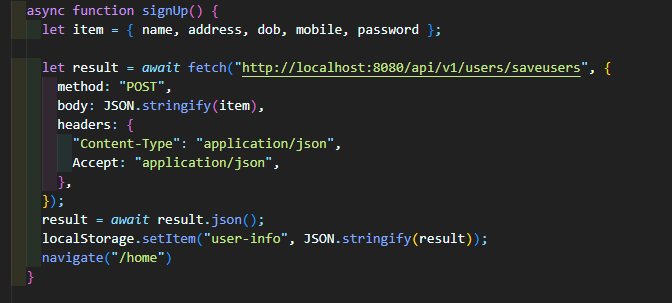 async function signUp() {
let item = { name, address, dob, mobile, password };
let result = await fetch("http://localhost:8080/api/v1/users/saveusers", {
method: "POST",
body: JSON.stringify(item),
headers: {
"Content-Type": "application/json",
Accept: "application/json",
},
});
result = await result.json();
localStorage.setItem("user-info", JSON.stringify(result));
navigate("/home")
}